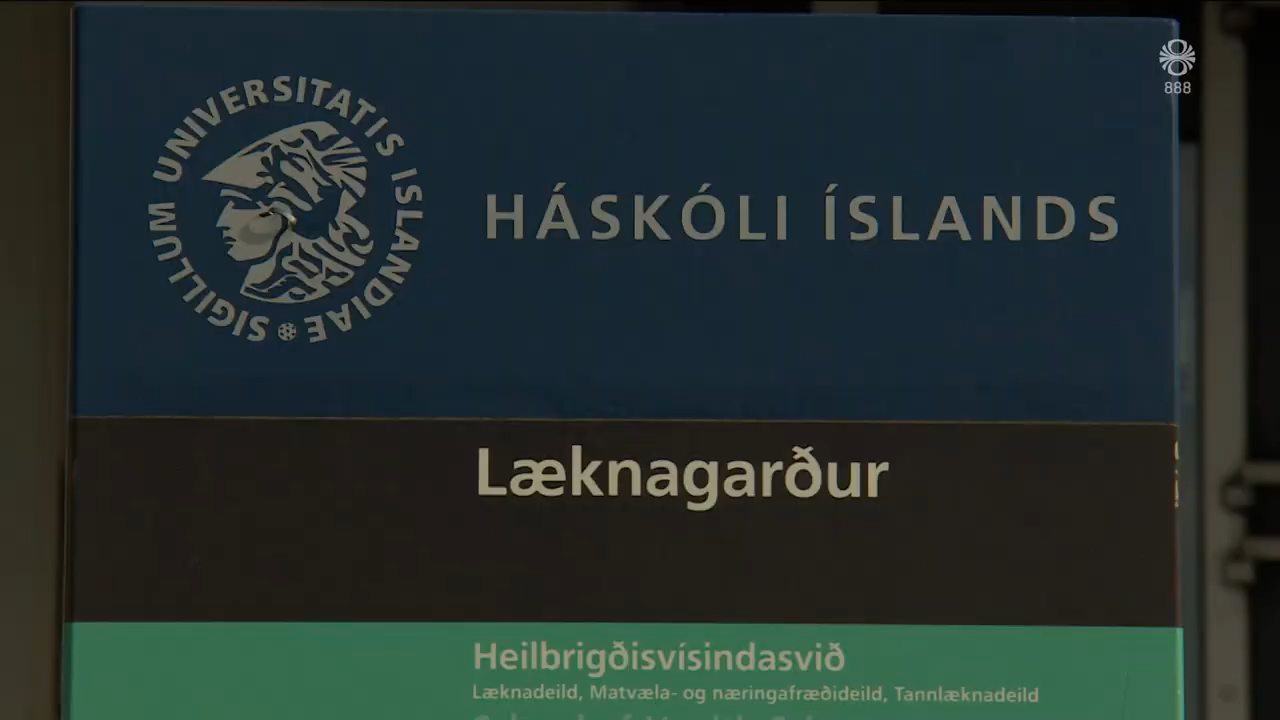 SIGILLUM UNIVERSITATIS ISLANDIAE
888
HÁSKÓLI ÍSLANDS
Læknagarður
Heilbrigðisvísindasvið
Læknadeild, Matvæla- og næringafræðideild, Tannlæknadeild